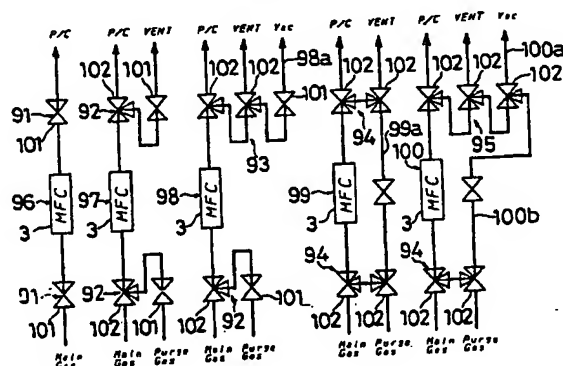 P/C P/C VENT P/C VENT Vac P/C VENT P/C VENT Vac
98a 100a
102 101 102 102 102 102 102 102 102
91 92 101 102
101 94
93 99a 95
100
96 97 98 99
MFC MFC MFC MFC MFC
3 3 3 3 3
100b
94 94
91 92 92
101 102 101 102 101 102 102 102 102
Main Gas Main Gas Purge Gas Main Gas Purge Gas Main Gas Purge Gas Main Gas Purge Gas